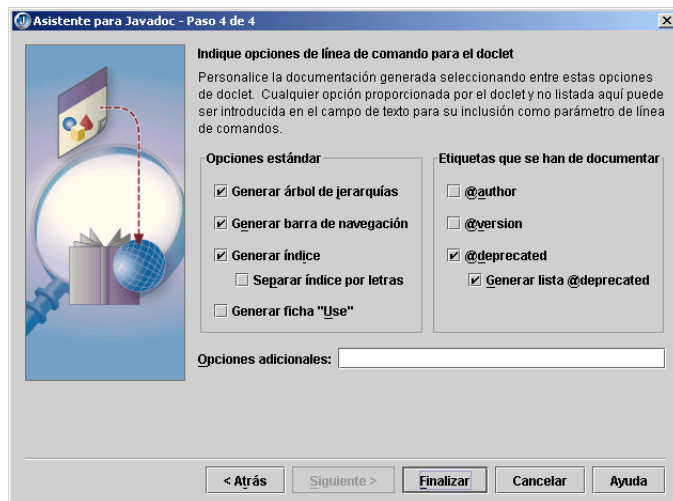 Asistente para Javadoc - Paso 4 de 4
Indique opciones de línea de comando para el doclet
Personalice la documentación generada seleccionando entre estas opciones
de doclet. Cualquier opción proporcionada por el doclet y no listada aquí puede
ser introducida en el campo de texto para su inclusión como parámetro de línea
de comandos.
Opciones estándar
Generar árbol de jerarquías
Generar barra de navegación
Generar índice
Separar índice por letras
Generar ficha "Use"
Etiquetas que se han de documentar
@author
@version
@deprecated
Generar lista @deprecated
Opciones adicionales:
< Atrás
Siguiente >
Finalizar
Cancelar
Ayuda